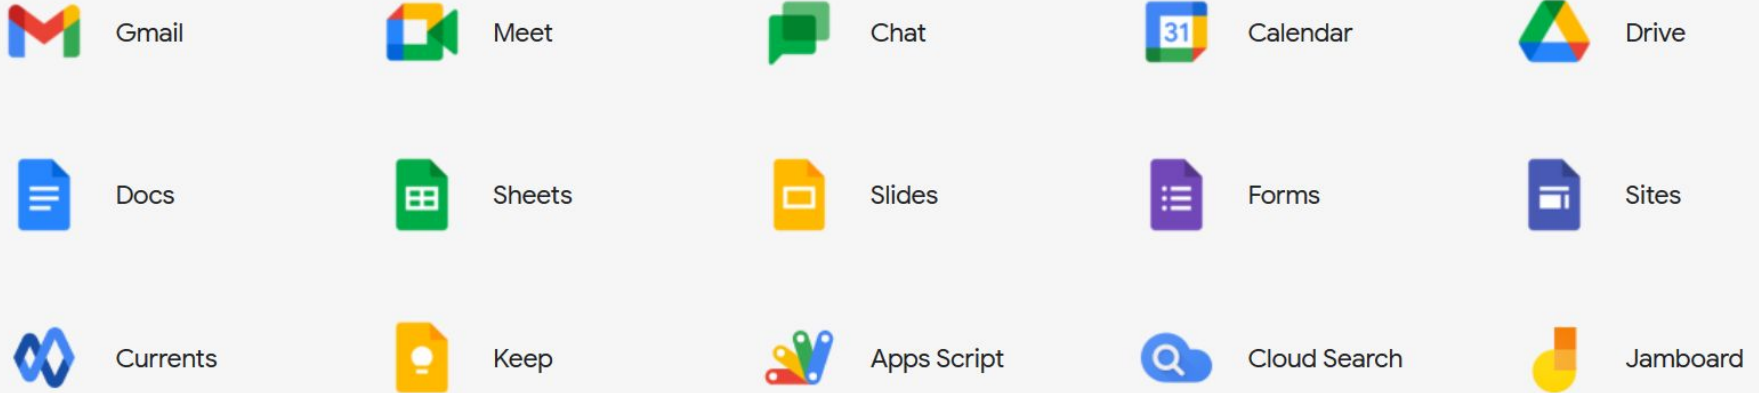 Gmail
Meet
Chat
31
Calendar
Drive
Docs
Sheets
Slides
Forms
Sites
Currents
Keep
Apps Script
Cloud Search
Jamboard